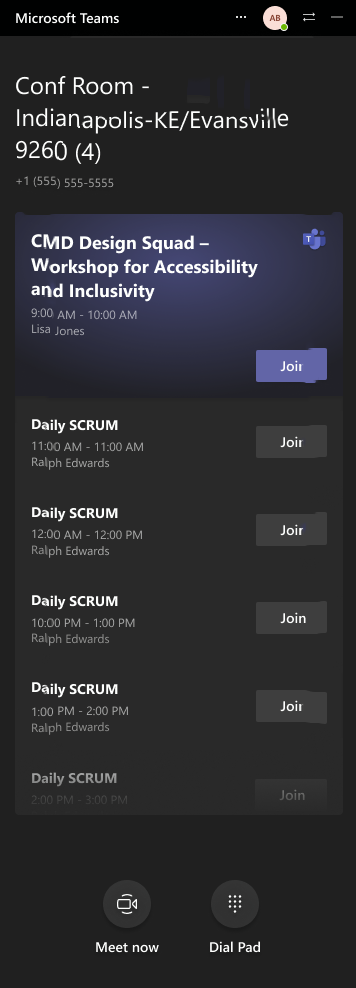 Microsoft Teams
AB
Conf Room -
Indianapolis-KE/Evansville
9260 (4)
+1 (555) 555-5555
CMD Design Squad –
Workshop for Accessibility
and Inclusivity
9:00 AM - 10:00 AM
Lisa Jones
T
Join
Daily SCRUM
11:00 AM - 11:00 AM
Ralph Edwards
Join
Daily SCRUM
12:00 AM - 12:00 PM
Ralph Edwards
Join
Daily SCRUM
10:00 PM - 1:00 PM
Ralph Edwards
Join
Daily SCRUM
1:00 PM - 2:00 PM
Ralph Edwards
Join
Daily SCRUM
2:00 PM - 3:00 PM
Join
Meet now
Dial Pad